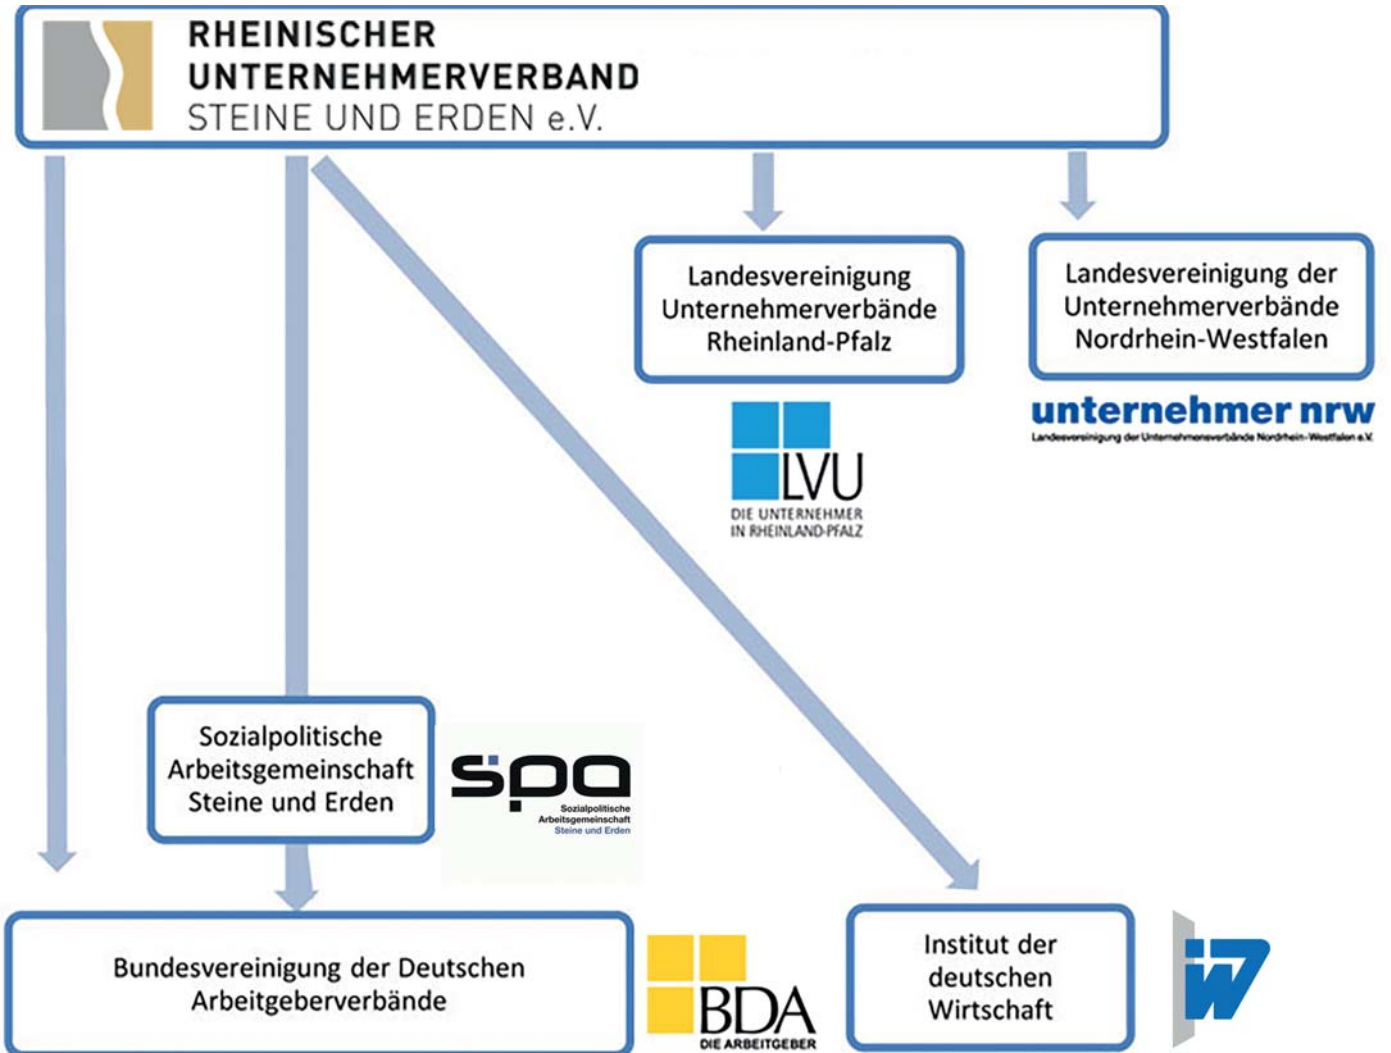 RHEINISCHER
UNTERNEHMERVERBAND
STEINE UND ERDEN e.V.
Landesvereinigung
Unternehmerverbände
Rheinland-Pfalz
Landesvereinigung der
Unternehmerverbände
Nordrhein-Westfalen
unternehmer nrw
Landesvereinigung der Unternehmensverbände Nordrhein-Westfalen e.V.
LVU
DIE UNTERNEHMER
IN RHEINLAND-PFALZ
Sozialpolitische
Arbeitsgemeinschaft
Steine und Erden
spa
Sozialpolitische
Arbeitsgemeinschaft
Steine und Erden
Bundesvereinigung der Deutschen
Arbeitgeberverbände
BDA
DIE ARBEITGEBER
Institut der
deutschen
Wirtschaft
iw